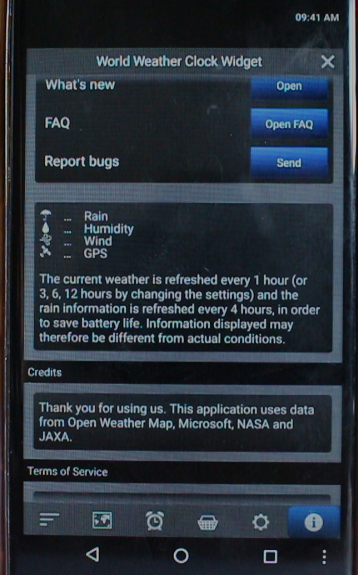 09:41 AM
World Weather Clock Widget
What's new
Open
FAQ
Open FAQ
Report bugs
Send
... Rain
... Humidity
... Wind
... GPS
The current weather is refreshed every 1 hour (or
3, 6, 12 hours by changing the settings) and the
rain information is refreshed every 4 hours, in order
to save battery life. Information displayed may
therefore be different from actual conditions.
Credits
Thank you for using us. This application uses data
from Open Weather Map, Microsoft, NASA and
JAXA.
Terms of Service